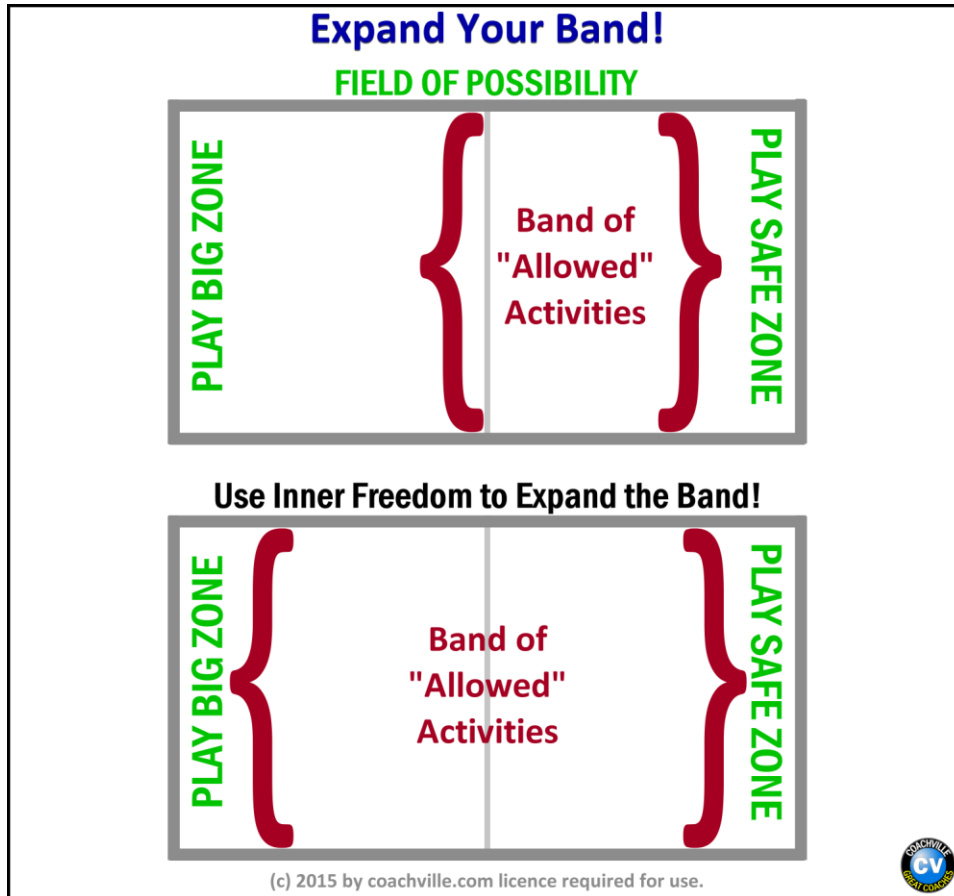 Expand Your Band!
FIELD OF POSSIBILITY
PLAY BIG ZONE
Band of
"Allowed"
Activities
PLAY SAFE ZONE
Use Inner Freedom to Expand the Band!
PLAY BIG ZONE
Band of
"Allowed"
Activities
PLAY SAFE ZONE
(c) 2015 by coachville.com licence required for use.
COACHVILLE
CV
GREAT COACHES